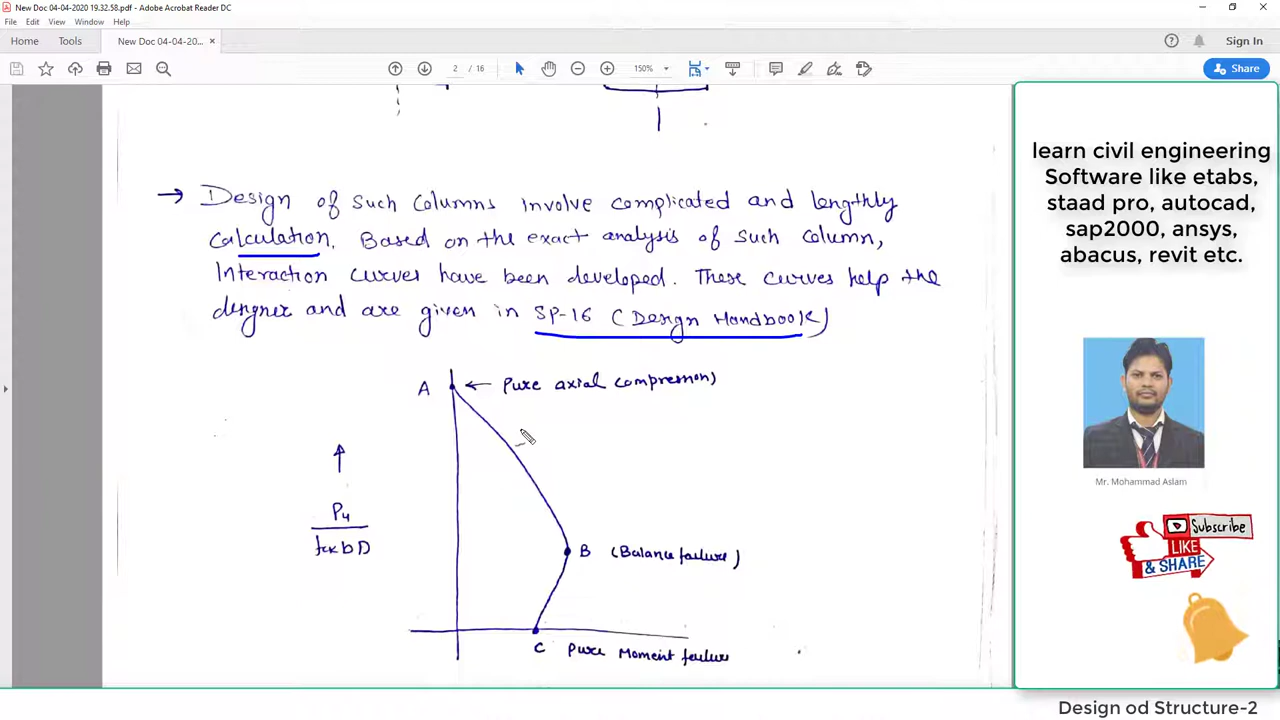 New Doc 04-04-2020 19.32.58.pdf - Adobe Acrobat Reader DC
File Edit View Window Help
Home Tools New Doc 04-04-20... × Sign In
2 / 16 150% Share
→ Design of such columns involve complicated and lengthly
calculation. Based on the exact analysis of such column,
Interaction curves have been developed. These curves help the
designer and are given in SP-16 (Design Handbook)
A ← Pure axial compression)
↑
Pu
fck b D
B (Balance failure)
C Pure Moment failure
learn civil engineering
Software like etabs,
staad pro, autocad,
sap2000, ansys,
abacus, revit etc.
Mr. Mohammad Aslam
Subscribe
LIKE
& SHARE
Design od Structure-2